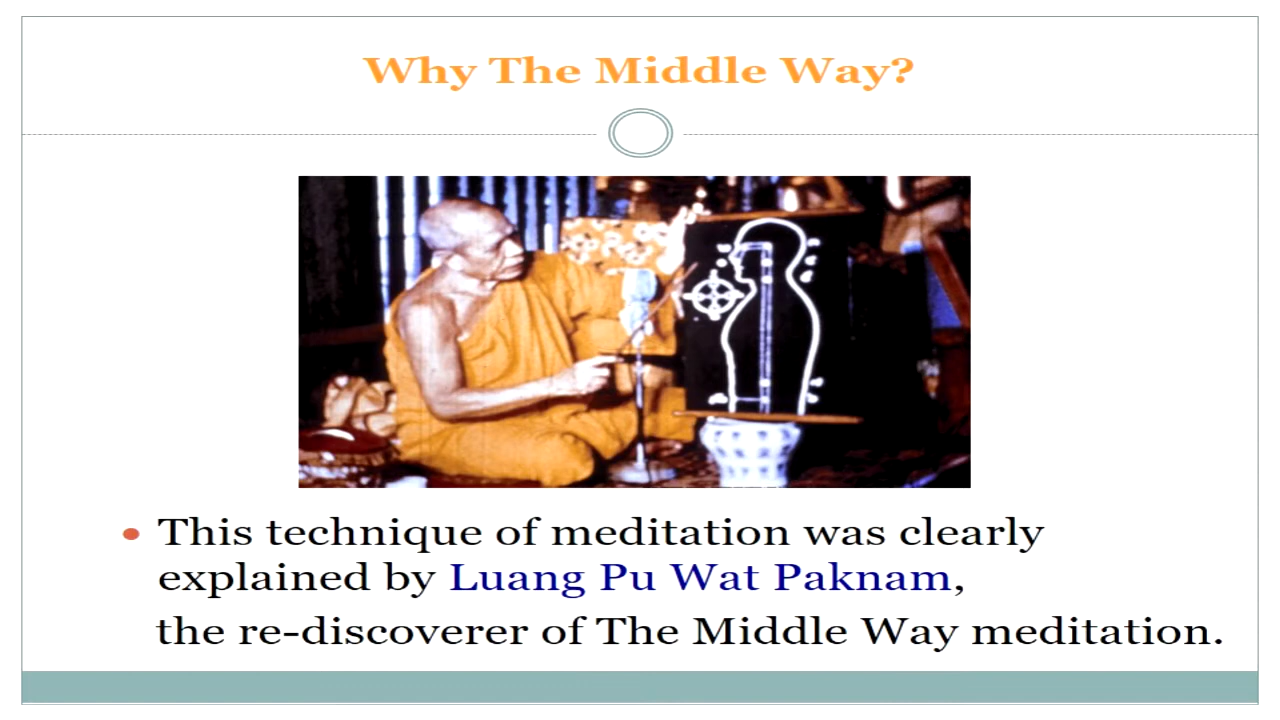 Why The Middle Way?
• This technique of meditation was clearly
explained by Luang Pu Wat Paknam,
the re-discoverer of The Middle Way meditation.